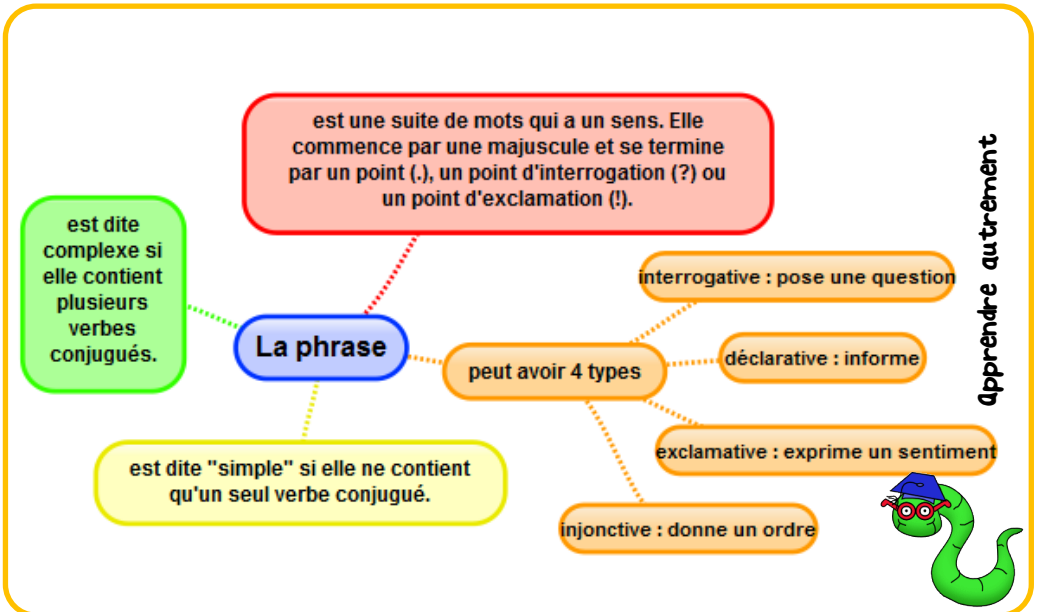 est une suite de mots qui a un sens. Elle
commence par une majuscule et se termine
par un point (.), un point d'interrogation (?) ou
un point d'exclamation (!).
est dite
complexe si
elle contient
plusieurs
verbes
conjugués.
La phrase
peut avoir 4 types
interrogative : pose une question
déclarative : informe
exclamative : exprime un sentiment
injonctive : donne un ordre
est dite "simple" si elle ne contient
qu'un seul verbe conjugué.
apprendre autrement